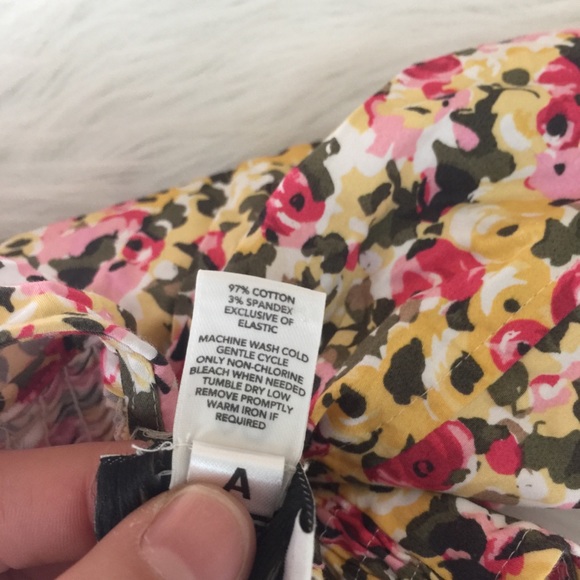 97% COTTON
3% SPANDEX
EXCLUSIVE OF
ELASTIC
MACHINE WASH COLD
GENTLE CYCLE
ONLY NON-CHLORINE
BLEACH WHEN NEEDED
TUMBLE DRY LOW
REMOVE PROMPTLY
WARM IRON IF
REQUIRED
A